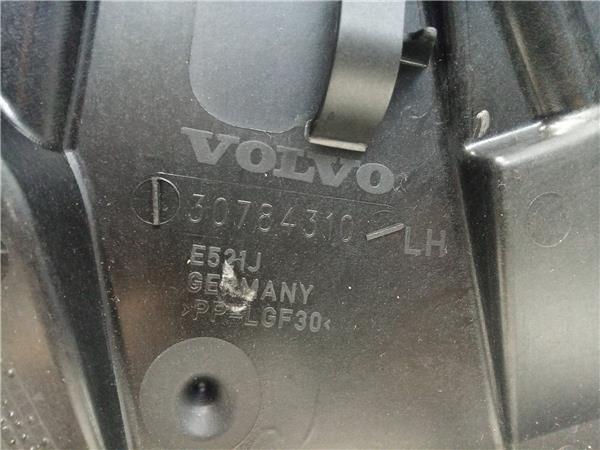 VOLVO
30784310 LH
E521J
GERMANY
>PP-LGF30<